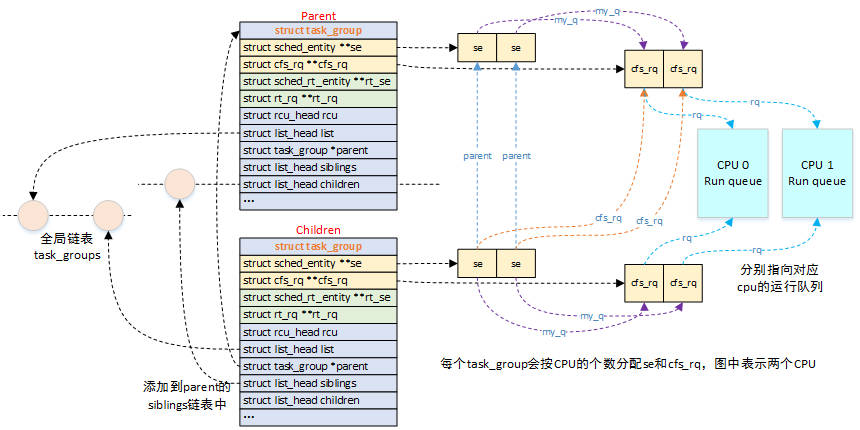 Parent
struct task_group
struct sched_entity **se
struct cfs_rq **cfs_rq
struct sched_rt_entity **rt_se
struct rt_rq **rt_rq
struct rcu_head rcu
struct list_head list
struct task_group *parent
struct list_head siblings
struct list_head children
...
se
se
my_q
my_q
cfs_rq
cfs_rq
rq
rq
parent
parent
cfs_rq
cfs_rq
CPU 0
Run queue
CPU 1
Run queue
全局链表
task_groups
Children
struct task_group
struct sched_entity **se
struct cfs_rq **cfs_rq
struct sched_rt_entity **rt_se
struct rt_rq **rt_rq
struct rcu_head rcu
struct list_head list
struct task_group *parent
struct list_head siblings
struct list_head children
...
添加到parent的
siblings链表中
se
se
my_q
my_q
cfs_rq
cfs_rq
rq
rq
分别指向对应
cpu的运行队列
每个task_group会按CPU的个数分配se和cfs_rq，图中表示两个CPU